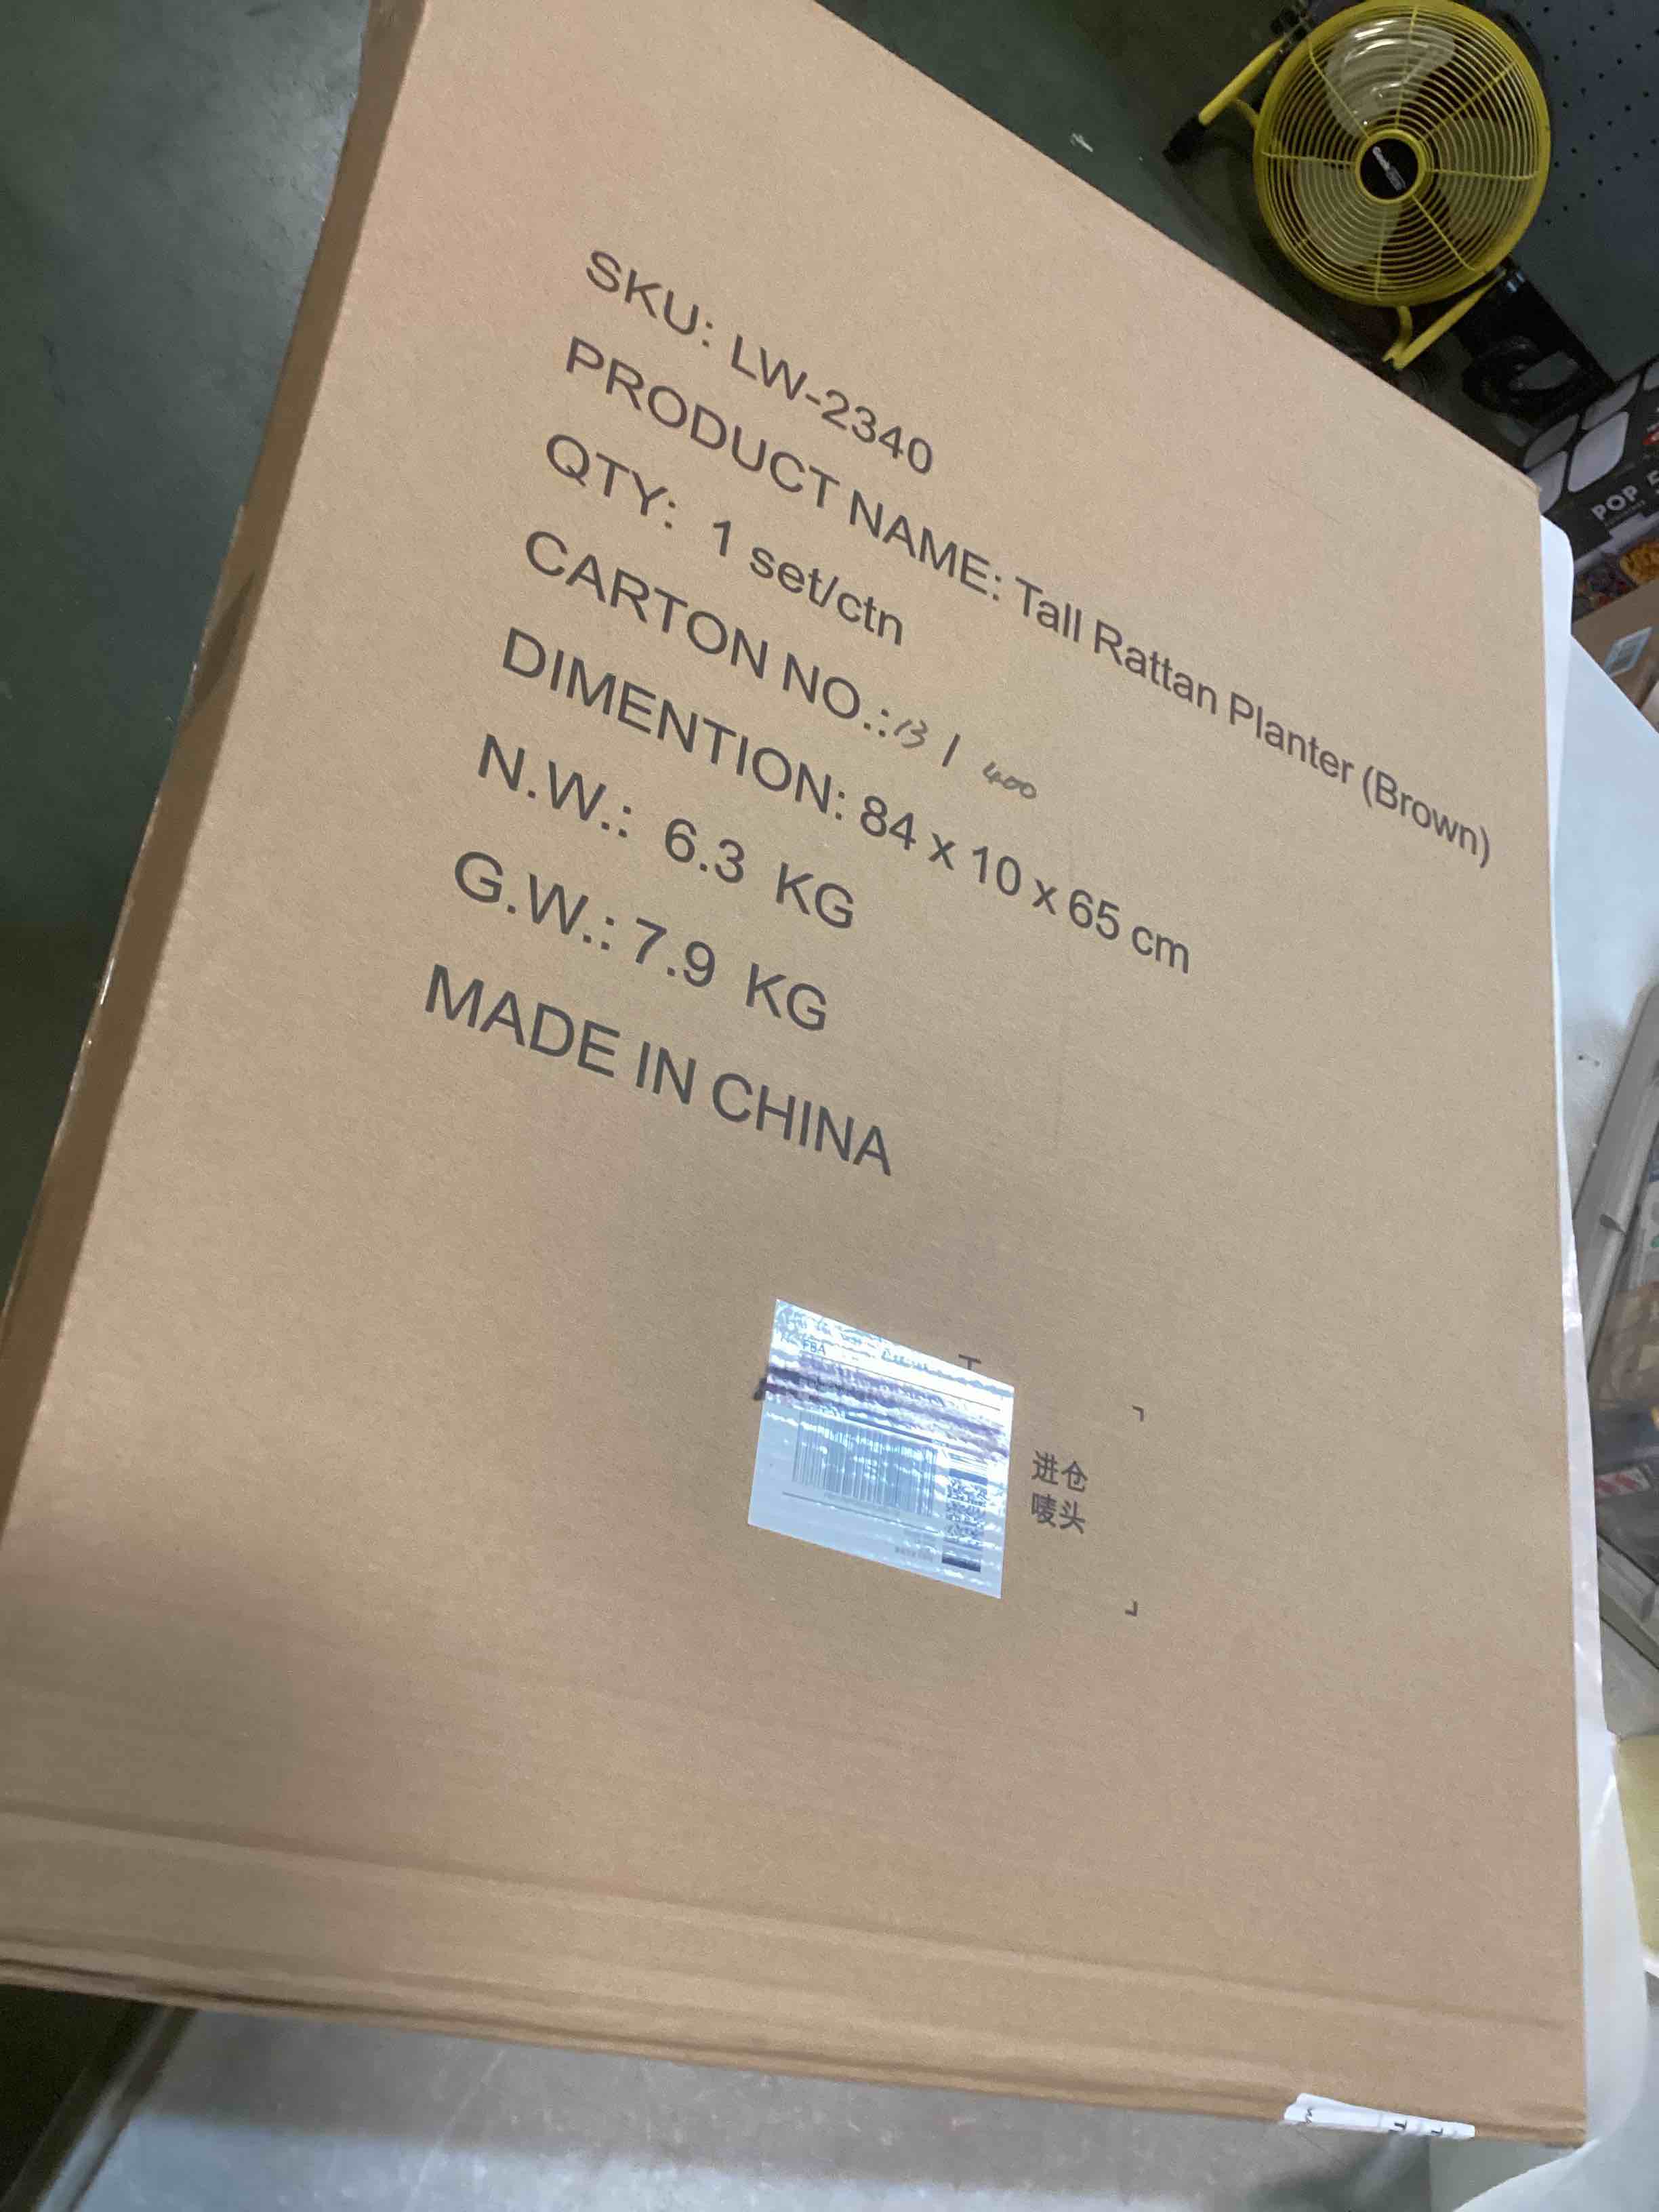 SKU: LW-2340
PRODUCT NAME: Tall Rattan Planter (Brown)
QTY: 1 set/ctn
CARTON NO.: 13 / 400
DIMENTION: 84 x 10 x 65 cm
N.W.: 6.3 KG
G.W.: 7.9 KG
MADE IN CHINA
FBA
进仓
唛头
POP